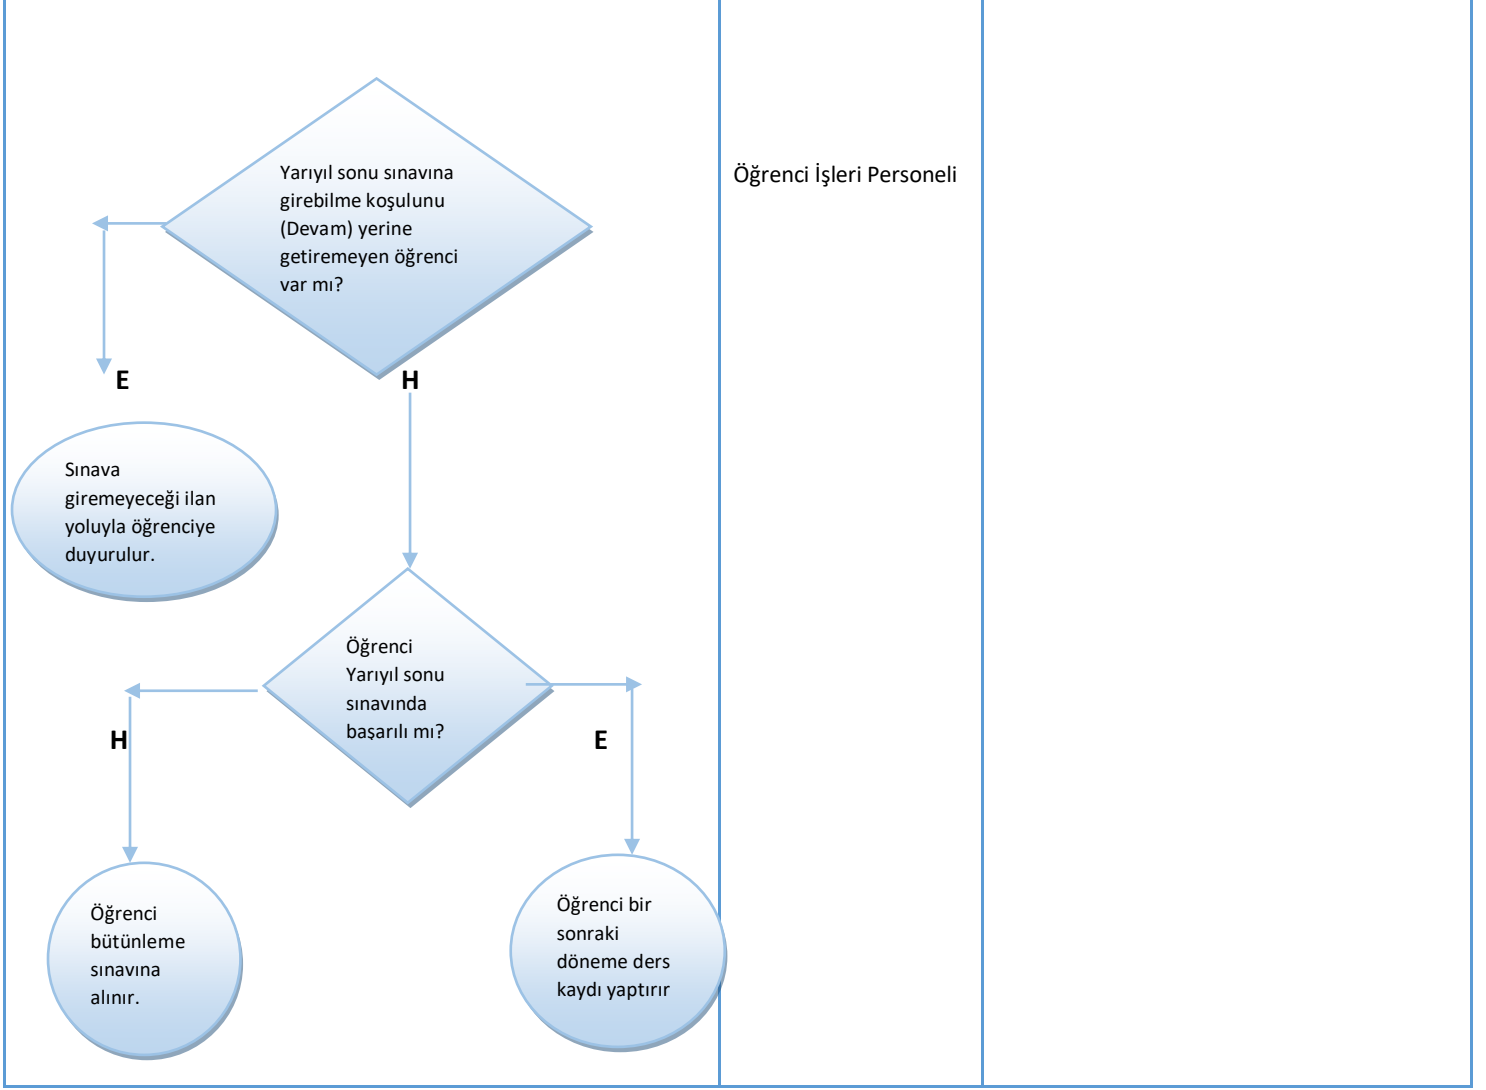 Yarıyıl sonu sınavına
girebilme koşulunu
(Devam) yerine
getiremeyen öğrenci
var mı?
Öğrenci İşleri Personeli
E
H
Sınava
giremeyeceği ilan
yoluyla öğrenciye
duyurulur.
Öğrenci
Yarıyıl sonu
sınavında
başarılı mı?
H
E
Öğrenci
bütünleme
sınavına
alınır.
Öğrenci bir
sonraki
döneme ders
kaydı yaptırır